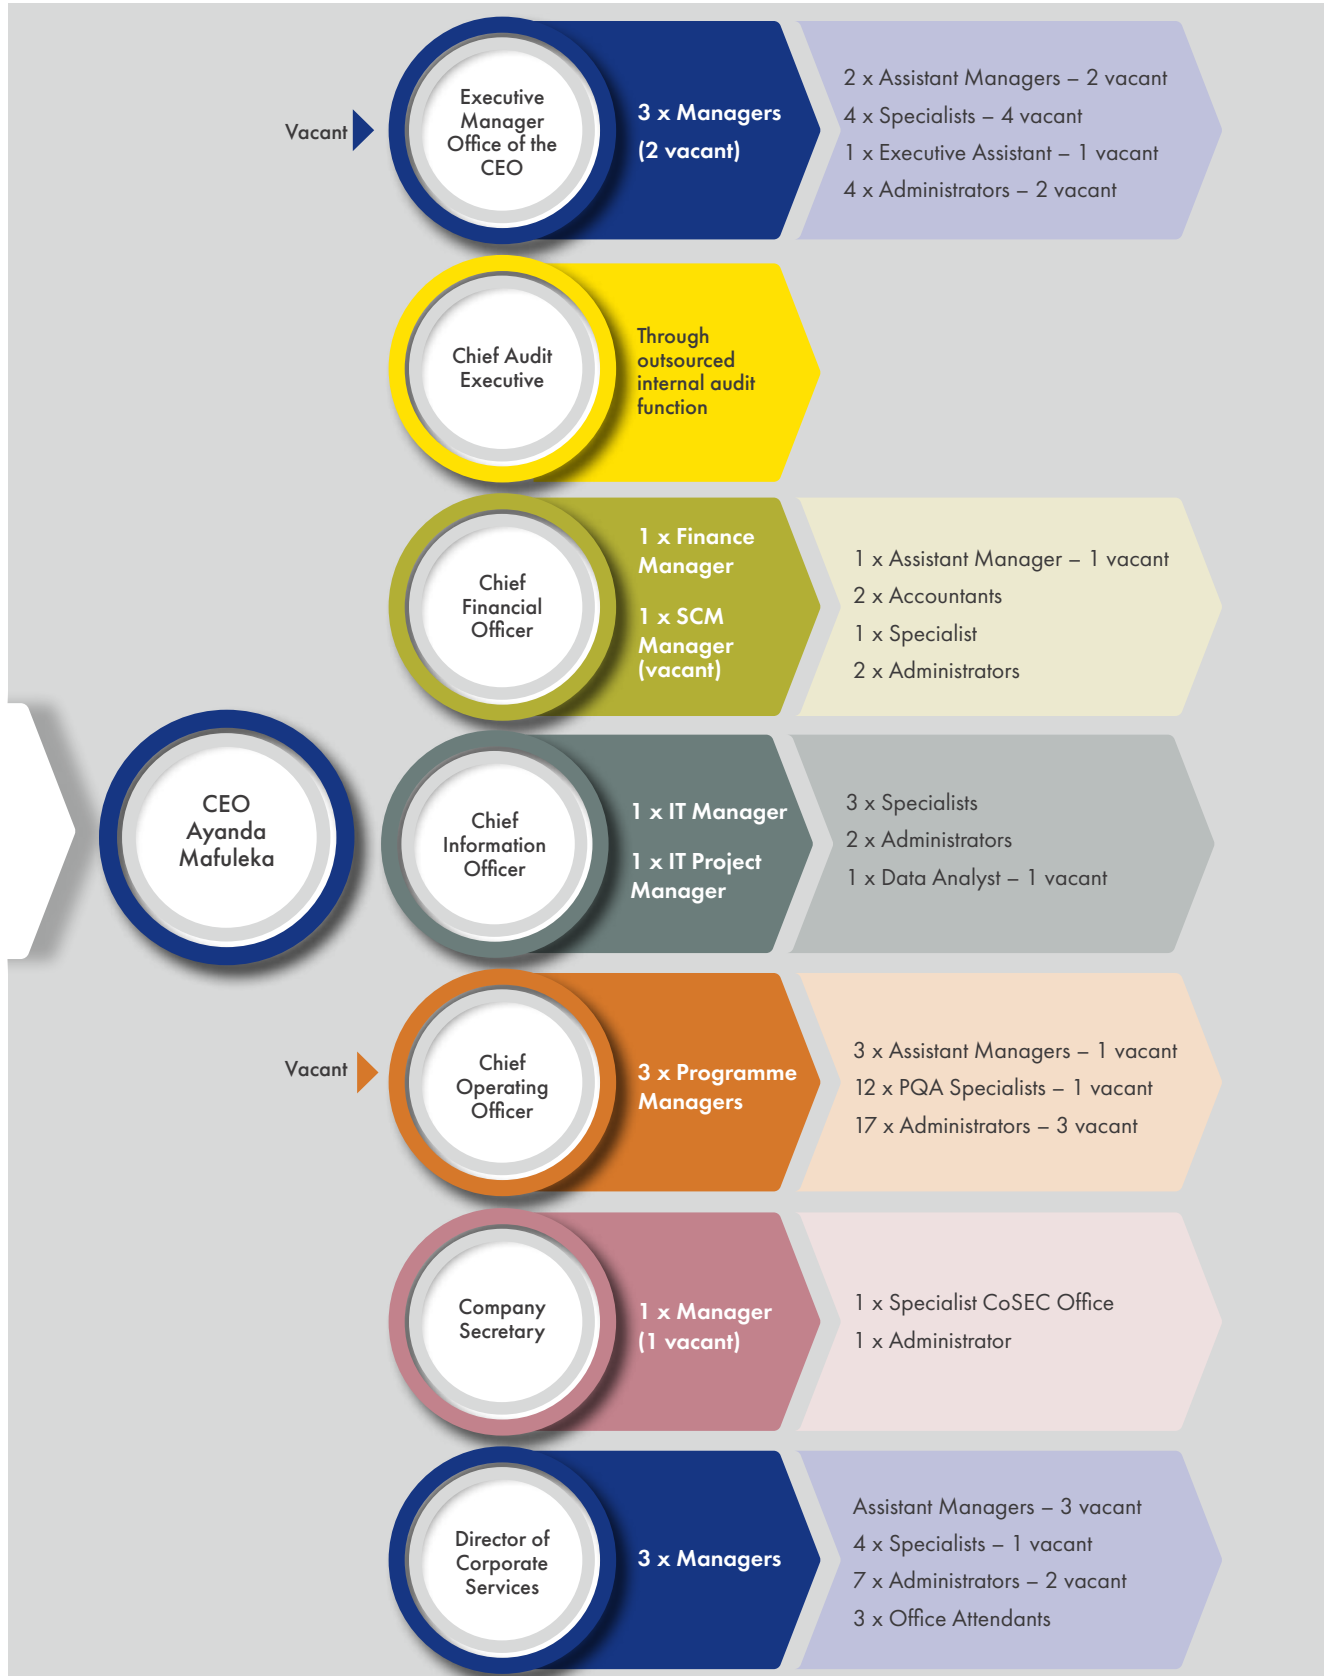 Vacant
Executive
Manager
Office of the
CEO
3 x Managers
(2 vacant)
2 x Assistant Managers – 2 vacant
4 x Specialists – 4 vacant
1 x Executive Assistant – 1 vacant
4 x Administrators – 2 vacant
Chief Audit
Executive
Through
outsourced
internal audit
function
Chief
Financial
Officer
1 x Finance
Manager
1 x SCM
Manager
(vacant)
1 x Assistant Manager – 1 vacant
2 x Accountants
1 x Specialist
2 x Administrators
CEO
Ayanda
Mafuleka
Chief
Information
Officer
1 x IT Manager
1 x IT Project
Manager
3 x Specialists
2 x Administrators
1 x Data Analyst – 1 vacant
Vacant
Chief
Operating
Officer
3 x Programme
Managers
3 x Assistant Managers – 1 vacant
12 x PQA Specialists – 1 vacant
17 x Administrators – 3 vacant
Company
Secretary
1 x Manager
(1 vacant)
1 x Specialist CoSEC Office
1 x Administrator
Director of
Corporate
Services
3 x Managers
Assistant Managers – 3 vacant
4 x Specialists – 1 vacant
7 x Administrators – 2 vacant
3 x Office Attendants